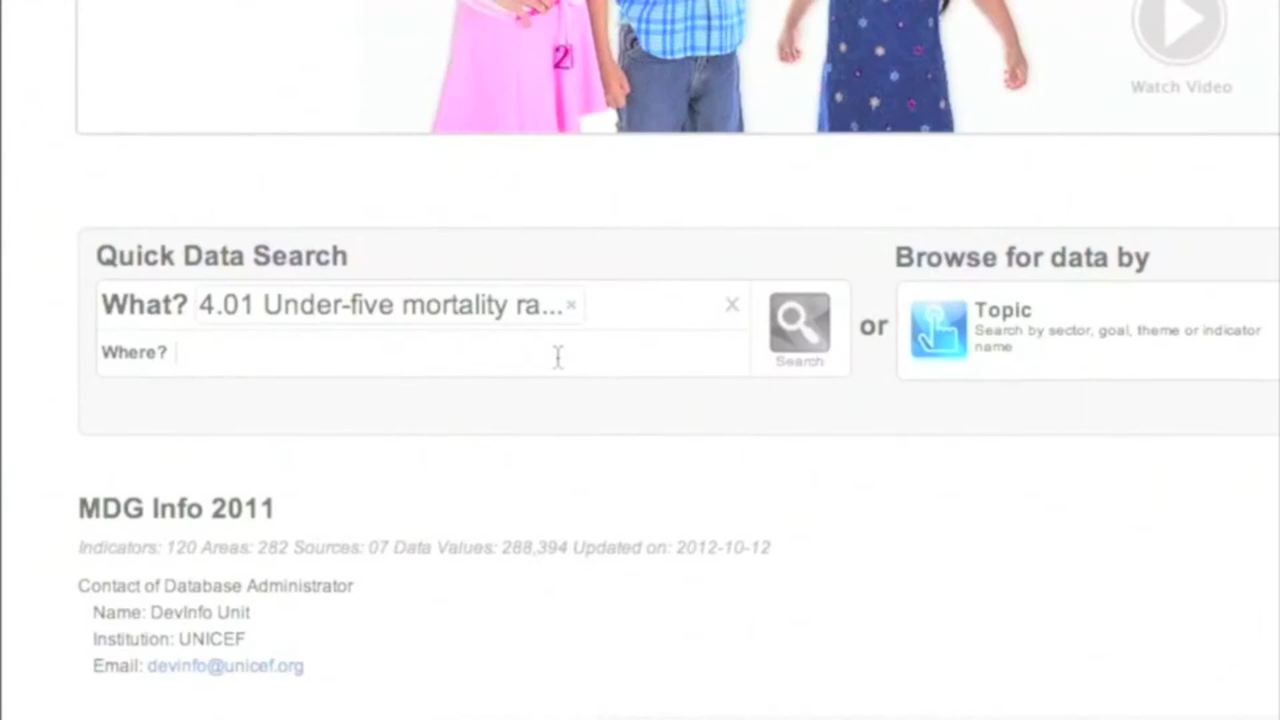 2
Watch Video
Quick Data Search
What? 4.01 Under-five mortality ra...
Where?
Search
or
Browse for data by
Topic
Search by sector, goal, theme or indicator
name
MDG Info 2011
Indicators: 120 Areas: 282 Sources: 07 Data Values: 288,394 Updated on: 2012-10-12
Contact of Database Administrator
Name: DevInfo Unit
Institution: UNICEF
Email: devinfo@unicef.org